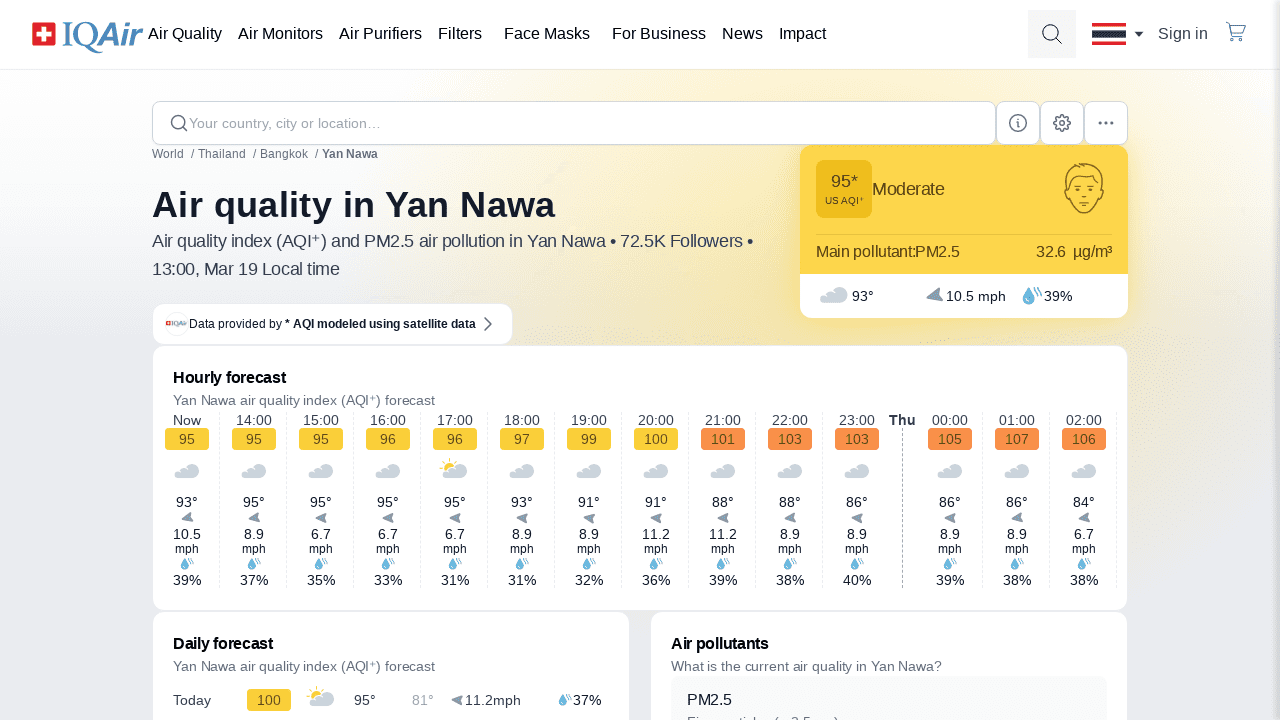 IQAir Air Quality Air Monitors Air Purifiers Filters Face Masks For Business News Impact Sign in
Your country, city or location...
World / Thailand / Bangkok / Yan Nawa
Air quality in Yan Nawa
Air quality index (AQI⁺) and PM2.5 air pollution in Yan Nawa • 72.5K Followers •
13:00, Mar 19 Local time
95*
US AQI⁺
Moderate
Main pollutant:PM2.5 32.6 µg/m³
93° 10.5 mph 39%
IQAir Data provided by * AQI modeled using satellite data
Hourly forecast
Yan Nawa air quality index (AQI⁺) forecast
Now 14:00 15:00 16:00 17:00 18:00 19:00 20:00 21:00 22:00 23:00 Thu 00:00 01:00 02:00
95 95 95 96 96 97 99 100 101 103 103 105 107 106
93° 95° 95° 95° 95° 93° 91° 91° 88° 88° 86° 86° 86° 84°
10.5 8.9 6.7 6.7 6.7 8.9 8.9 11.2 11.2 8.9 8.9 8.9 8.9 6.7
mph mph mph mph mph mph mph mph mph mph mph mph mph mph
39% 37% 35% 33% 31% 31% 32% 36% 39% 38% 40% 39% 38% 38%
Daily forecast
Yan Nawa air quality index (AQI⁺) forecast
Today 100 95° 81° 11.2mph 37%
Air pollutants
What is the current air quality in Yan Nawa?
PM2.5